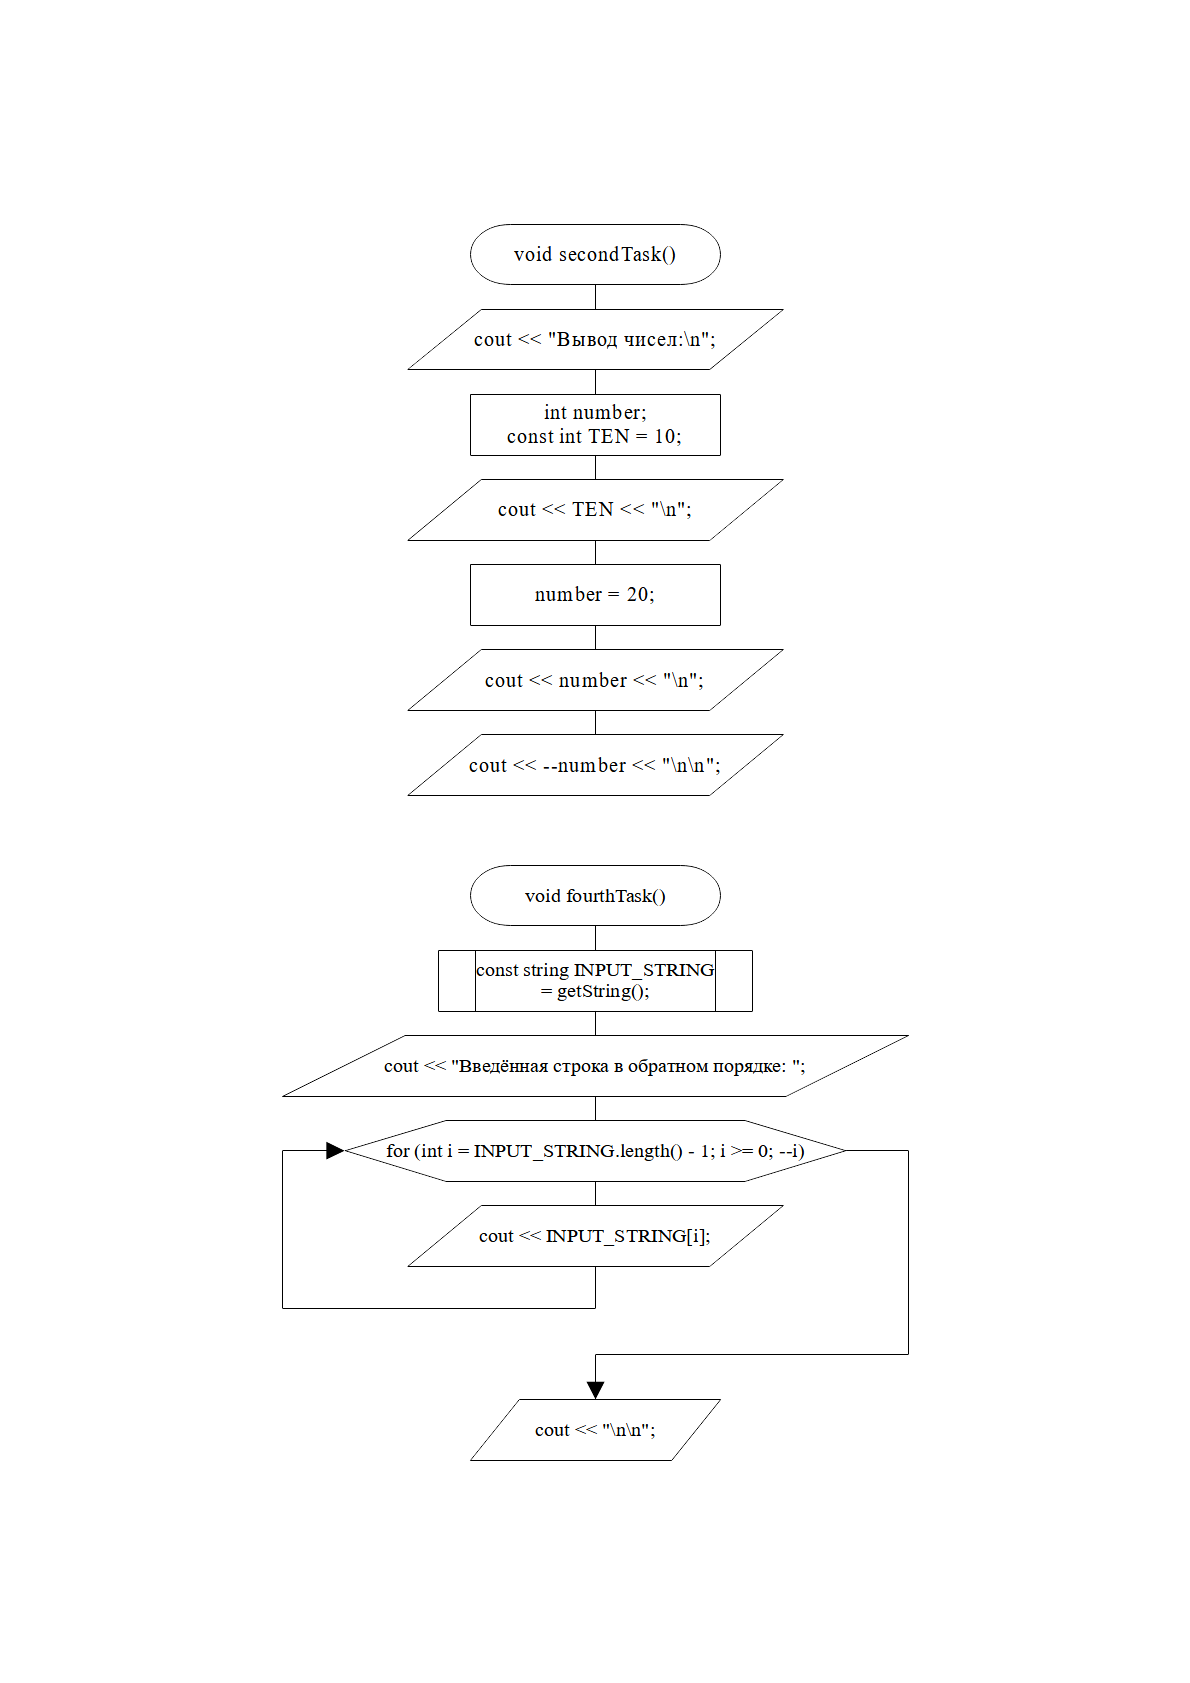 void secondTask()
cout << "Вывод чисел:\n";
int number;
const int TEN = 10;
cout << TEN << "\n";
number = 20;
cout << number << "\n";
cout << --number << "\n\n";
void fourthTask()
const string INPUT_STRING
= getString();
cout << "Введённая строка в обратном порядке: ";
for (int i = INPUT_STRING.length() - 1; i >= 0; --i)
cout << INPUT_STRING[i];
cout << "\n\n";